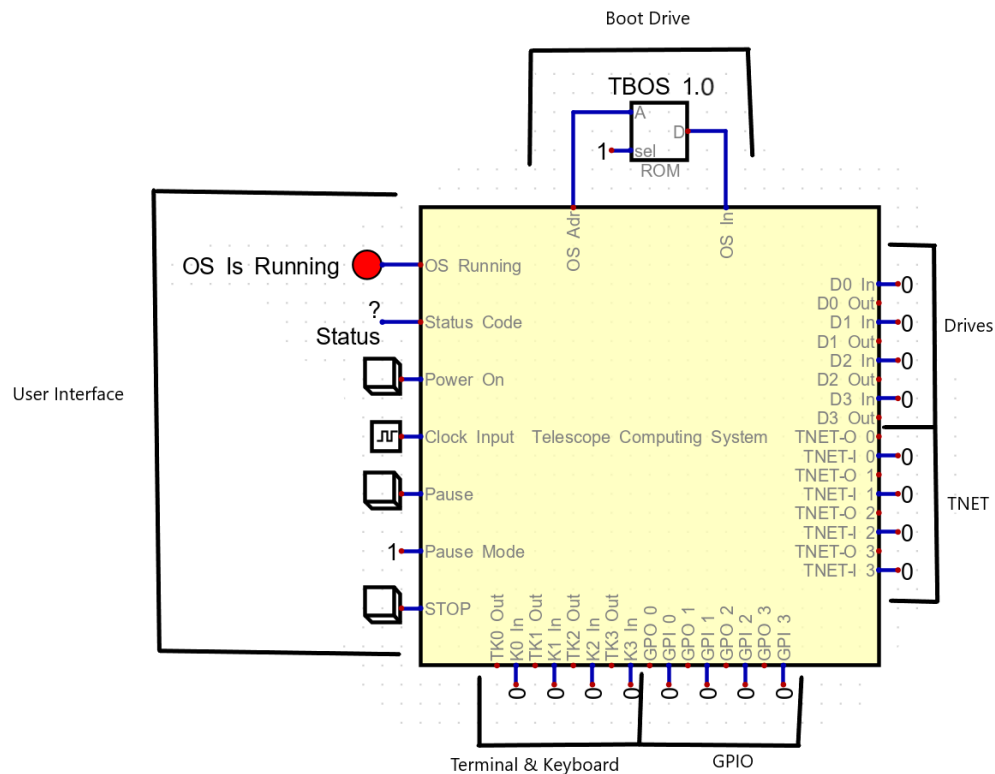 Boot Drive
TBOS 1.0
A
D
1 sel
ROM
OS Adr
OS In
OS Is Running
OS Running
?
Status
Status Code
Power On
Clock Input
Telescope Computing System
Pause
1 Pause Mode
STOP
User Interface
D0 In 0
D0 Out
D1 In 0
D1 Out
D2 In 0
D2 Out
D3 In 0
D3 Out
Drives
TNET-O 0
TNET-I 0 0
TNET-O 1
TNET-I 1 0
TNET-O 2
TNET-I 2 0
TNET-O 3
TNET-I 3 0
TNET
TK0 Out
K0 In 0
TK1 Out
K1 In 0
TK2 Out
K2 In 0
TK3 Out
K3 In 0
GPO 0
GPI 0 0
GPO 1
GPI 1 0
GPO 2
GPI 2 0
GPO 3
GPI 3 0
Terminal & Keyboard
GPIO